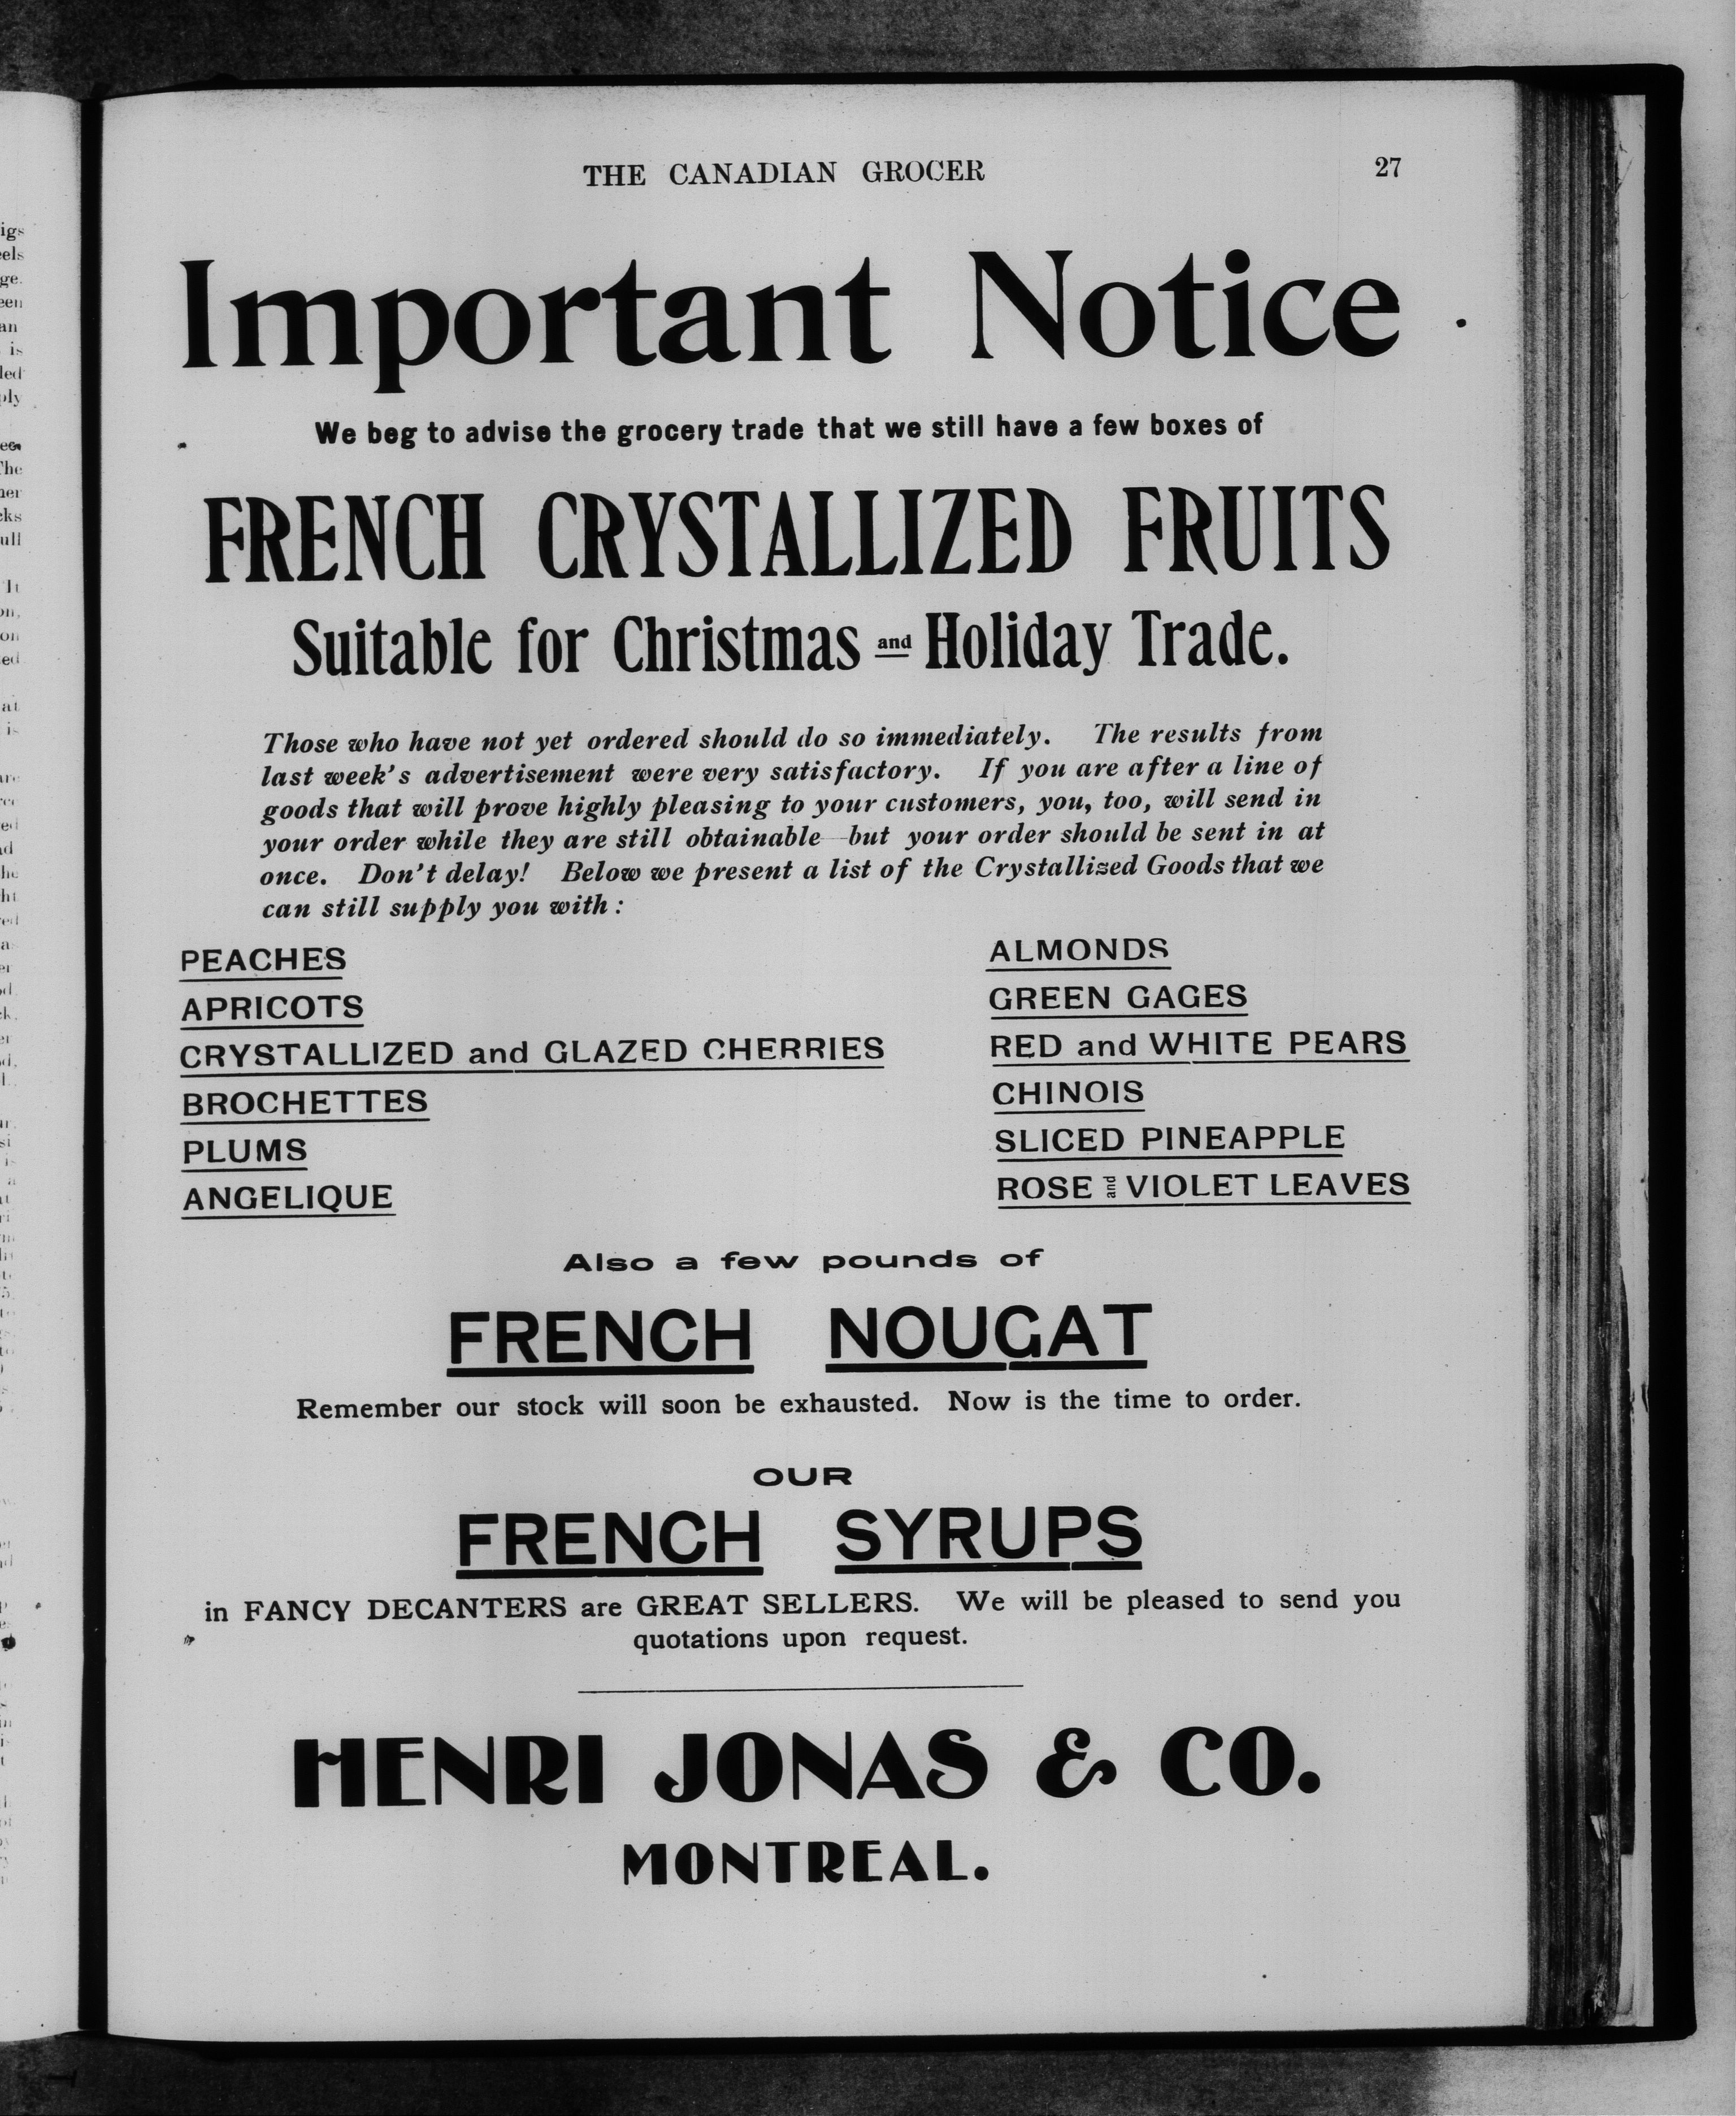 THE CANADIAN GROCER 27
Important Notice
We beg to advise the grocery trade that we still have a few boxes of
FRENCH CRYSTALLIZED FRUITS
Suitable for Christmas and Holiday Trade.
Those who have not yet ordered should do so immediately. The results from
last week's advertisement were very satisfactory. If you are after a line of
goods that will prove highly pleasing to your customers, you, too, will send in
your order while they are still obtainable—but your order should be sent in at
once. Don't delay! Below we present a list of the Crystallized Goods that we
can still supply you with:
PEACHES
APRICOTS
CRYSTALLIZED and GLAZED CHERRIES
BROCHETTES
PLUMS
ANGELIQUE
ALMONDS
GREEN GAGES
RED and WHITE PEARS
CHINOIS
SLICED PINEAPPLE
ROSE and VIOLET LEAVES
Also a few pounds of
FRENCH NOUGAT
Remember our stock will soon be exhausted. Now is the time to order.
OUR
FRENCH SYRUPS
in FANCY DECANTERS are GREAT SELLERS. We will be pleased to send you
quotations upon request.
HENRI JONAS & CO.
MONTREAL.